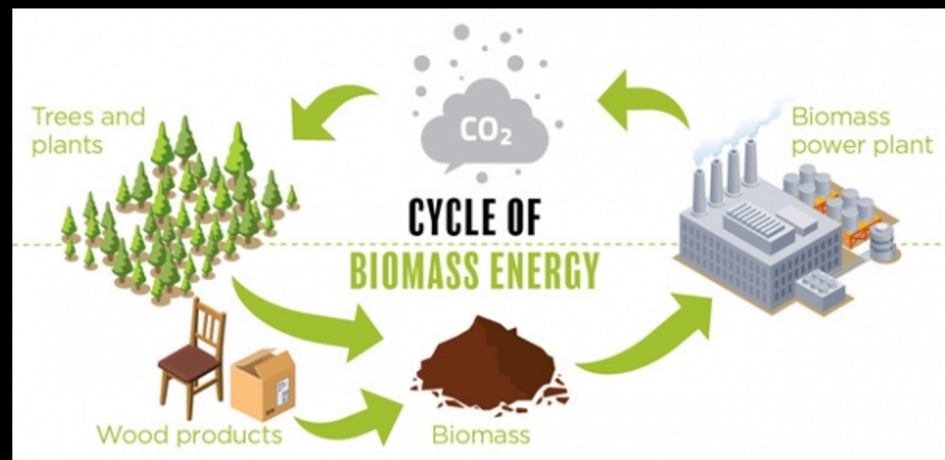 CO₂
Trees and
plants
Biomass
power plant
CYCLE OF
BIOMASS ENERGY
Wood products
Biomass